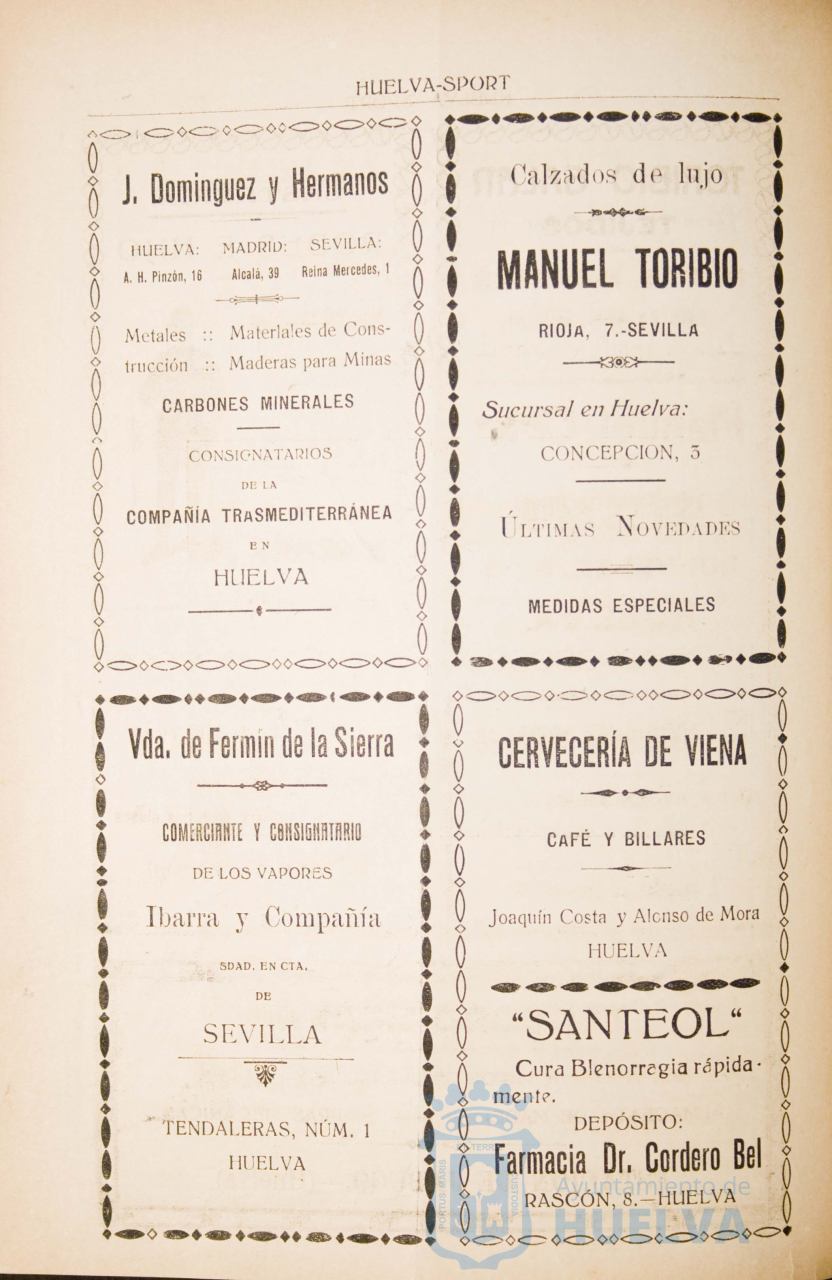 HUELVA-SPORT
J. Dominguez y Hermanos
HUELVA: MADRID: SEVILLA:
A. H. Pinzón, 16 Alcalá, 39 Reina Mercedes, 1
Metales :: Materiales de Cons-
trucción :: Maderas para Minas
CARBONES MINERALES
CONSIGNATARIOS
DE LA
COMPAÑÍA TRASMEDITERRÁNEA
EN
HUELVA
Calzados de lujo
MANUEL TORIBIO
RIOJA, 7.-SEVILLA
Sucursal en Huelva:
CONCEPCION, 3
ÚLTIMAS NOVEDADES
MEDIDAS ESPECIALES
Vda. de Fermín de la Sierra
COMERCIANTE Y CONSIGNATARIO
DE LOS VAPORES
Ibarra y Compañía
SDAD. EN CTA.
DE
SEVILLA
TENDALERAS, NÚM. 1
HUELVA
CERVECERÍA DE VIENA
CAFÉ Y BILLARES
Joaquín Costa y Alonso de Mora
HUELVA
"SANTEOL"
Cura Blenorragia rápida-
mente.
DEPÓSITO:
Farmacia Dr. Cordero Bel
RASCÓN, 8.—HUELVA
PORTUS MARIS TERR CUSTODIA
Ayuntamiento de
HUELVA